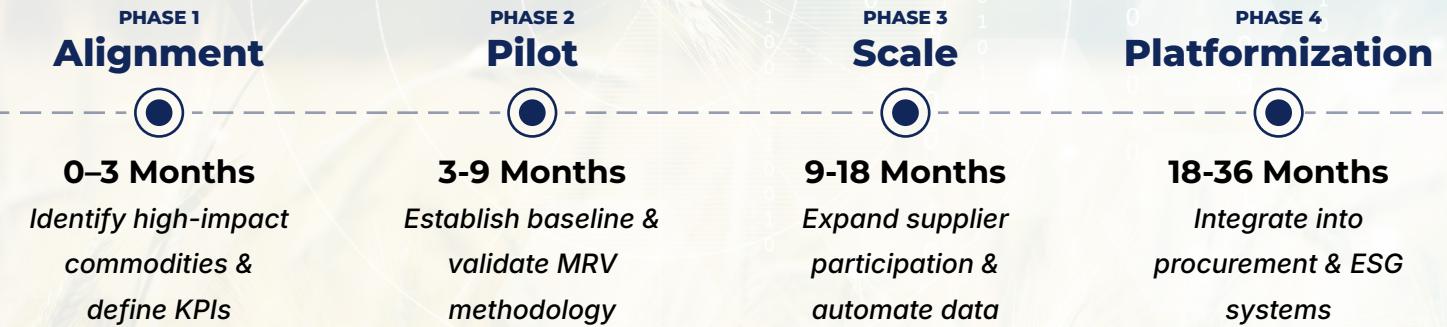 PHASE 1
Alignment
0–3 Months
Identify high-impact
commodities &
define KPIs
PHASE 2
Pilot
3-9 Months
Establish baseline &
validate MRV
methodology
PHASE 3
Scale
9-18 Months
Expand supplier
participation &
automate data
PHASE 4
Platformization
18-36 Months
Integrate into
procurement & ESG
systems